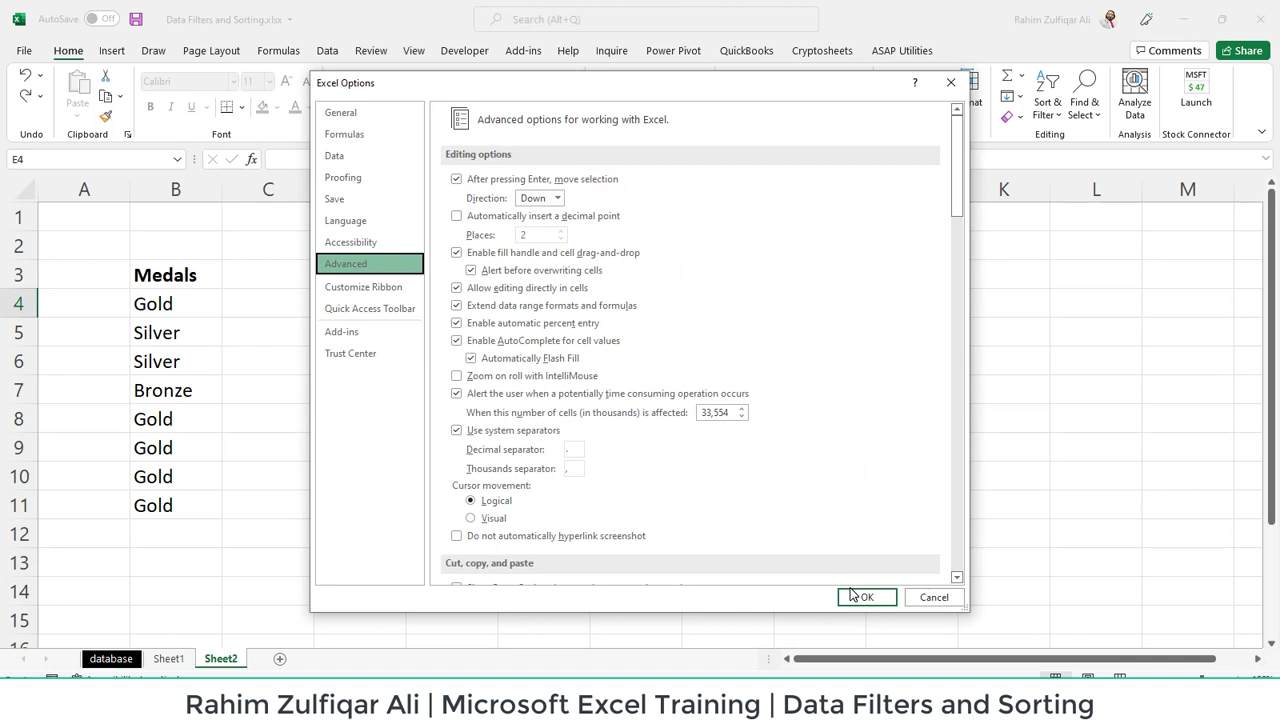 AutoSave Off Data Filters and Sorting.xlsx Search (Alt+Q) Rahim Zulfiqar Ali
File Home Insert Draw Page Layout Formulas Data Review View Developer Add-ins Help Inquire Power Pivot QuickBooks Cryptosheets ASAP Utilities Comments Share
Calibri 11
Paste
B I U
Sort & Filter
Find & Select
Analyze Data
MSFT
$ 47
Launch
Undo Clipboard Font Editing Analysis Stock Connector
E4 fx
A B C K L M
1
2
3 Medals
4 Gold
5 Silver
6 Silver
7 Bronze
8 Gold
9 Gold
10 Gold
11 Gold
12
13
14
15
16
Excel Options ?
General
Formulas
Data
Proofing
Save
Language
Accessibility
Advanced
Customize Ribbon
Quick Access Toolbar
Add-ins
Trust Center
Advanced options for working with Excel.
Editing options
After pressing Enter, move selection
Direction: Down
Automatically insert a decimal point
Places: 2
Enable fill handle and cell drag-and-drop
Alert before overwriting cells
Allow editing directly in cells
Extend data range formats and formulas
Enable automatic percent entry
Enable AutoComplete for cell values
Automatically Flash Fill
Zoom on roll with IntelliMouse
Alert the user when a potentially time consuming operation occurs
When this number of cells (in thousands) is affected: 33,554
Use system separators
Decimal separator: .
Thousands separator: ,
Cursor movement:
Logical
Visual
Do not automatically hyperlink screenshot
Cut, copy, and paste
OK Cancel
database Sheet1 Sheet2
Rahim Zulfiqar Ali | Microsoft Excel Training | Data Filters and Sorting